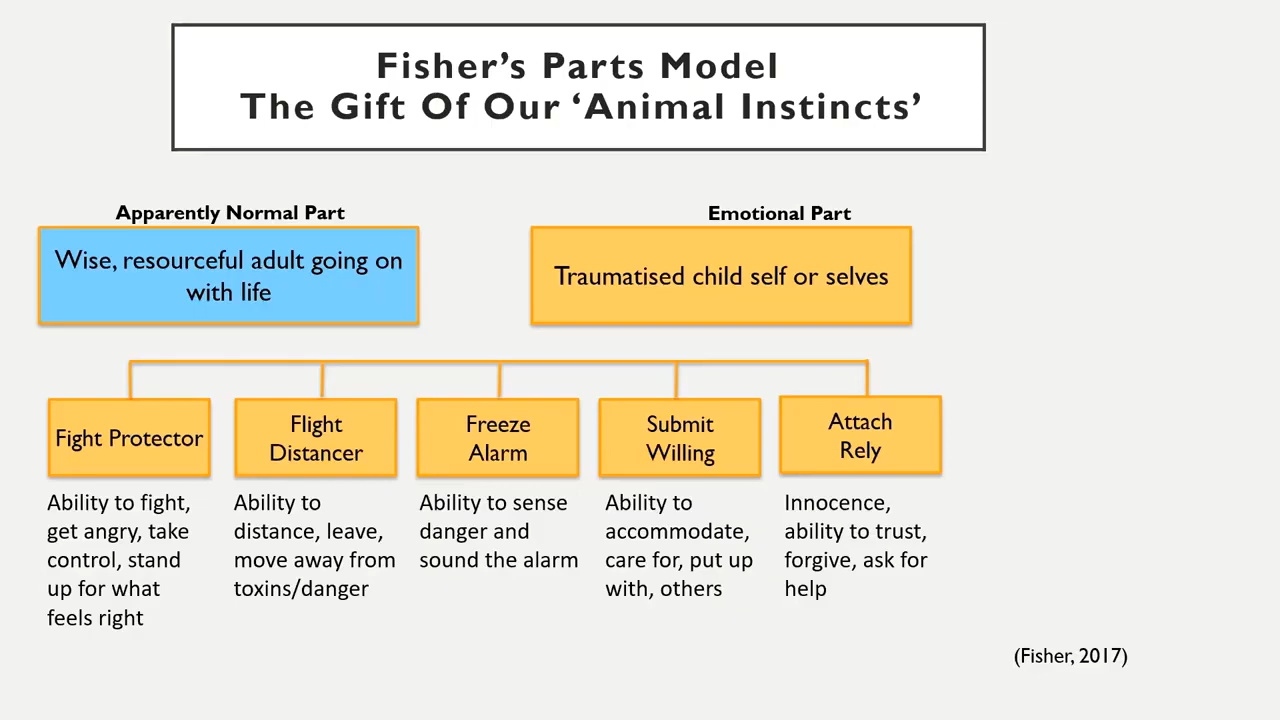 Fisher’s Parts Model
The Gift Of Our ‘Animal Instincts’
Apparently Normal Part
Wise, resourceful adult going on
with life
Emotional Part
Traumatised child self or selves
Fight Protector
Ability to fight,
get angry, take
control, stand
up for what
feels right
Flight
Distancer
Ability to
distance, leave,
move away from
toxins/danger
Freeze
Alarm
Ability to sense
danger and
sound the alarm
Submit
Willing
Ability to
accommodate,
care for, put up
with, others
Attach
Rely
Innocence,
ability to trust,
forgive, ask for
help
(Fisher, 2017)